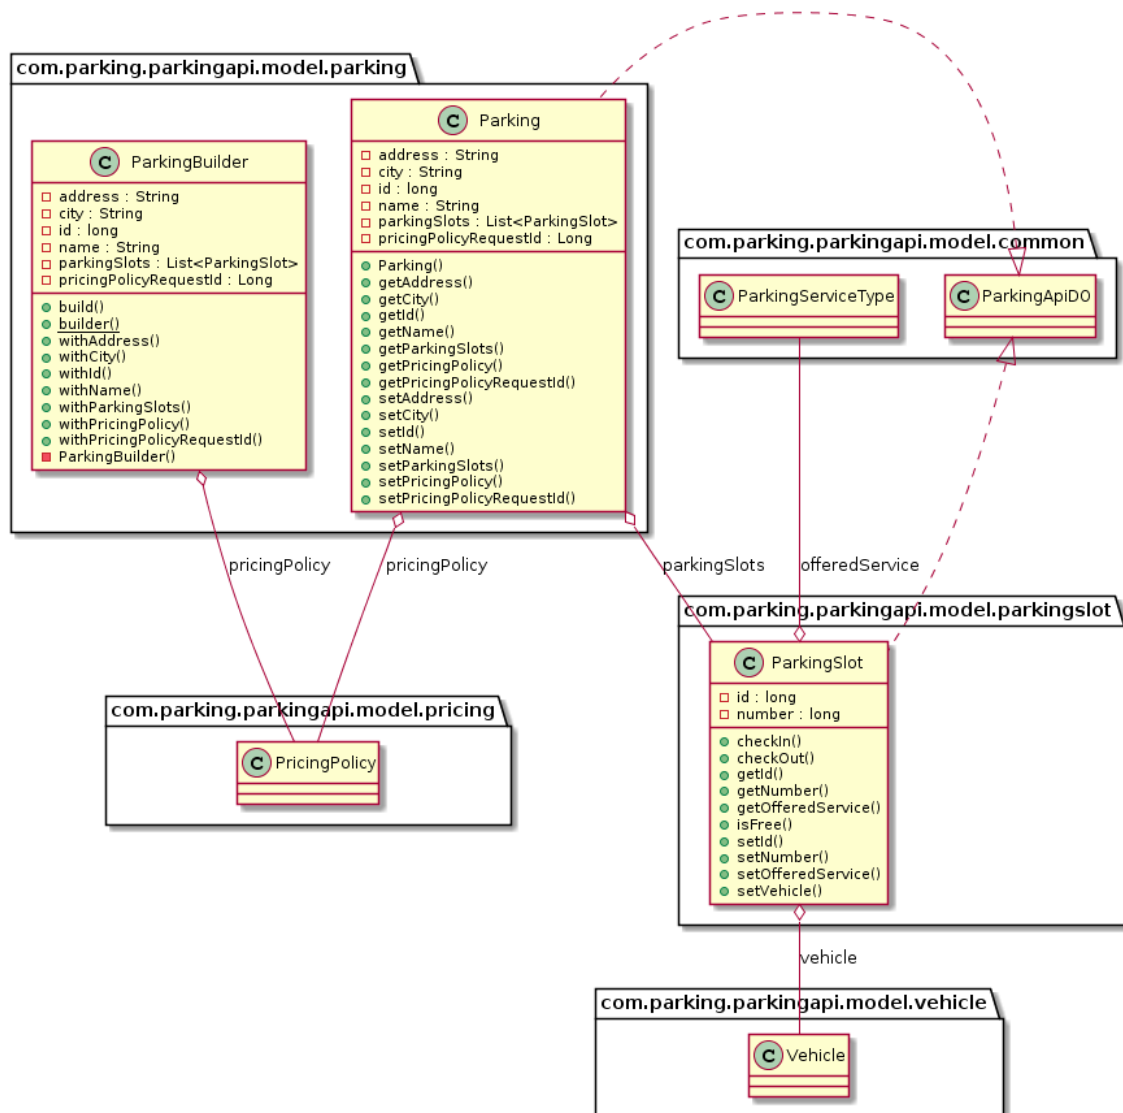 com.parking.parkingapi.model.parking
C ParkingBuilder
address : String
city : String
id : long
name : String
parkingSlots : List<ParkingSlot>
pricingPolicyRequestId : Long
build()
builder()
withAddress()
withCity()
withId()
withName()
withParkingSlots()
withPricingPolicy()
withPricingPolicyRequestId()
ParkingBuilder()
C Parking
address : String
city : String
id : long
name : String
parkingSlots : List<ParkingSlot>
pricingPolicyRequestId : Long
Parking()
getAddress()
getCity()
getId()
getName()
getParkingSlots()
getPricingPolicy()
getPricingPolicyRequestId()
setAddress()
setCity()
setId()
setName()
setParkingSlots()
setPricingPolicy()
setPricingPolicyRequestId()
com.parking.parkingapi.model.common
C ParkingServiceType
C ParkingApiDO
pricingPolicy
pricingPolicy
parkingSlots
offeredService
com.parking.parkingapi.model.parkingslot
C ParkingSlot
id : long
number : long
checkIn()
checkOut()
getId()
getNumber()
getOfferedService()
isFree()
setId()
setNumber()
setOfferedService()
setVehicle()
com.parking.parkingapi.model.pricing
C PricingPolicy
vehicle
com.parking.parkingapi.model.vehicle
C Vehicle